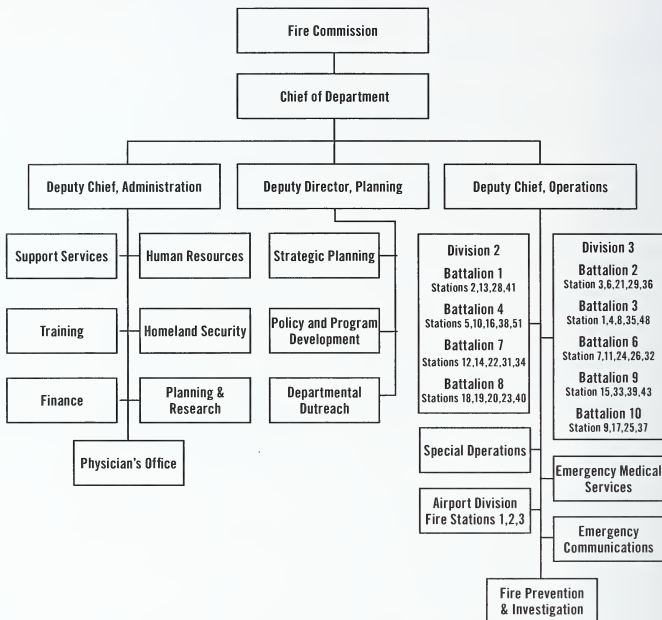 Fire Commission
Chief of Department
Deputy Chief, Administration
Deputy Director, Planning
Deputy Chief, Operations
Support Services
Human Resources
Training
Homeland Security
Finance
Planning &
Research
Physician's Office
Strategic Planning
Policy and Program
Development
Departmental
Dutreach
Division 2
Battalion 1
Stations 2,13,28,41
Battalion 4
Stations 5,10,16,38,51
Battalion 7
Stations 12,14,22,31,34
Battalion 8
Stations 18,19,20,23,40
Division 3
Battalion 2
Station 3,6,21,29,36
Battalion 3
Station 1,4,8,35,48
Battalion 6
Station 7,11,24,26,32
Battalion 9
Station 15,33,39,43
Battalion 10
Station 9,17,25,37
Special Dperations
Emergency Medical
Services
Airport Division
Fire Stations 1,2,3
Emergency
Communications
Fire Prevention
& Investigation